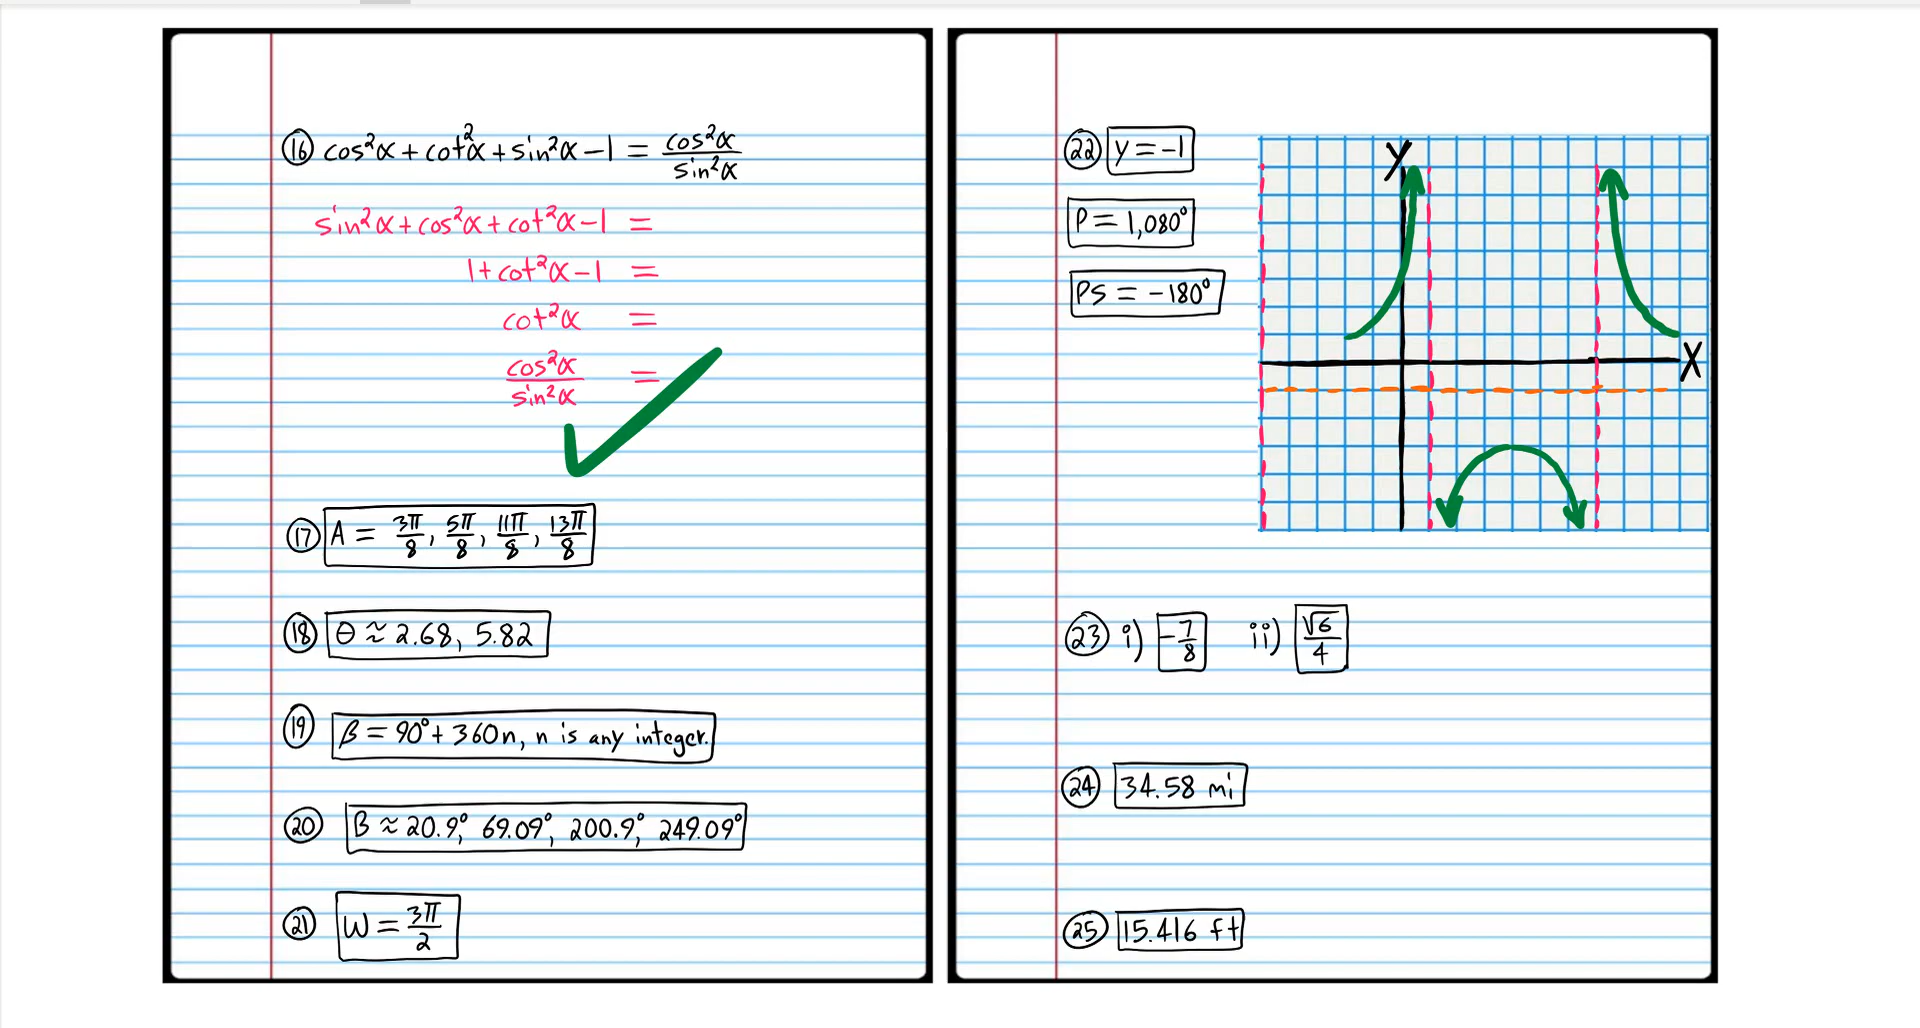 16 cos²α + cot²α + sin²α − 1 = cos²α/sin²α
sin²α + cos²α + cot²α − 1 =
1 + cot²α − 1 =
cot²α =
cos²α/sin²α =
17 A = 3π/8, 5π/8, 11π/8, 13π/8
18 θ ≈ 2.68, 5.82
19 β = 90° + 360n, n is any integer.
20 B ≈ 20.9°, 69.09°, 200.9°, 249.09°
21 W = 3π/2
22 y = −1
P = 1,080°
PS = −180°
Y
X
23 i) −7/8 ii) √6/4
24 34.58 mi
25 15.416 ft